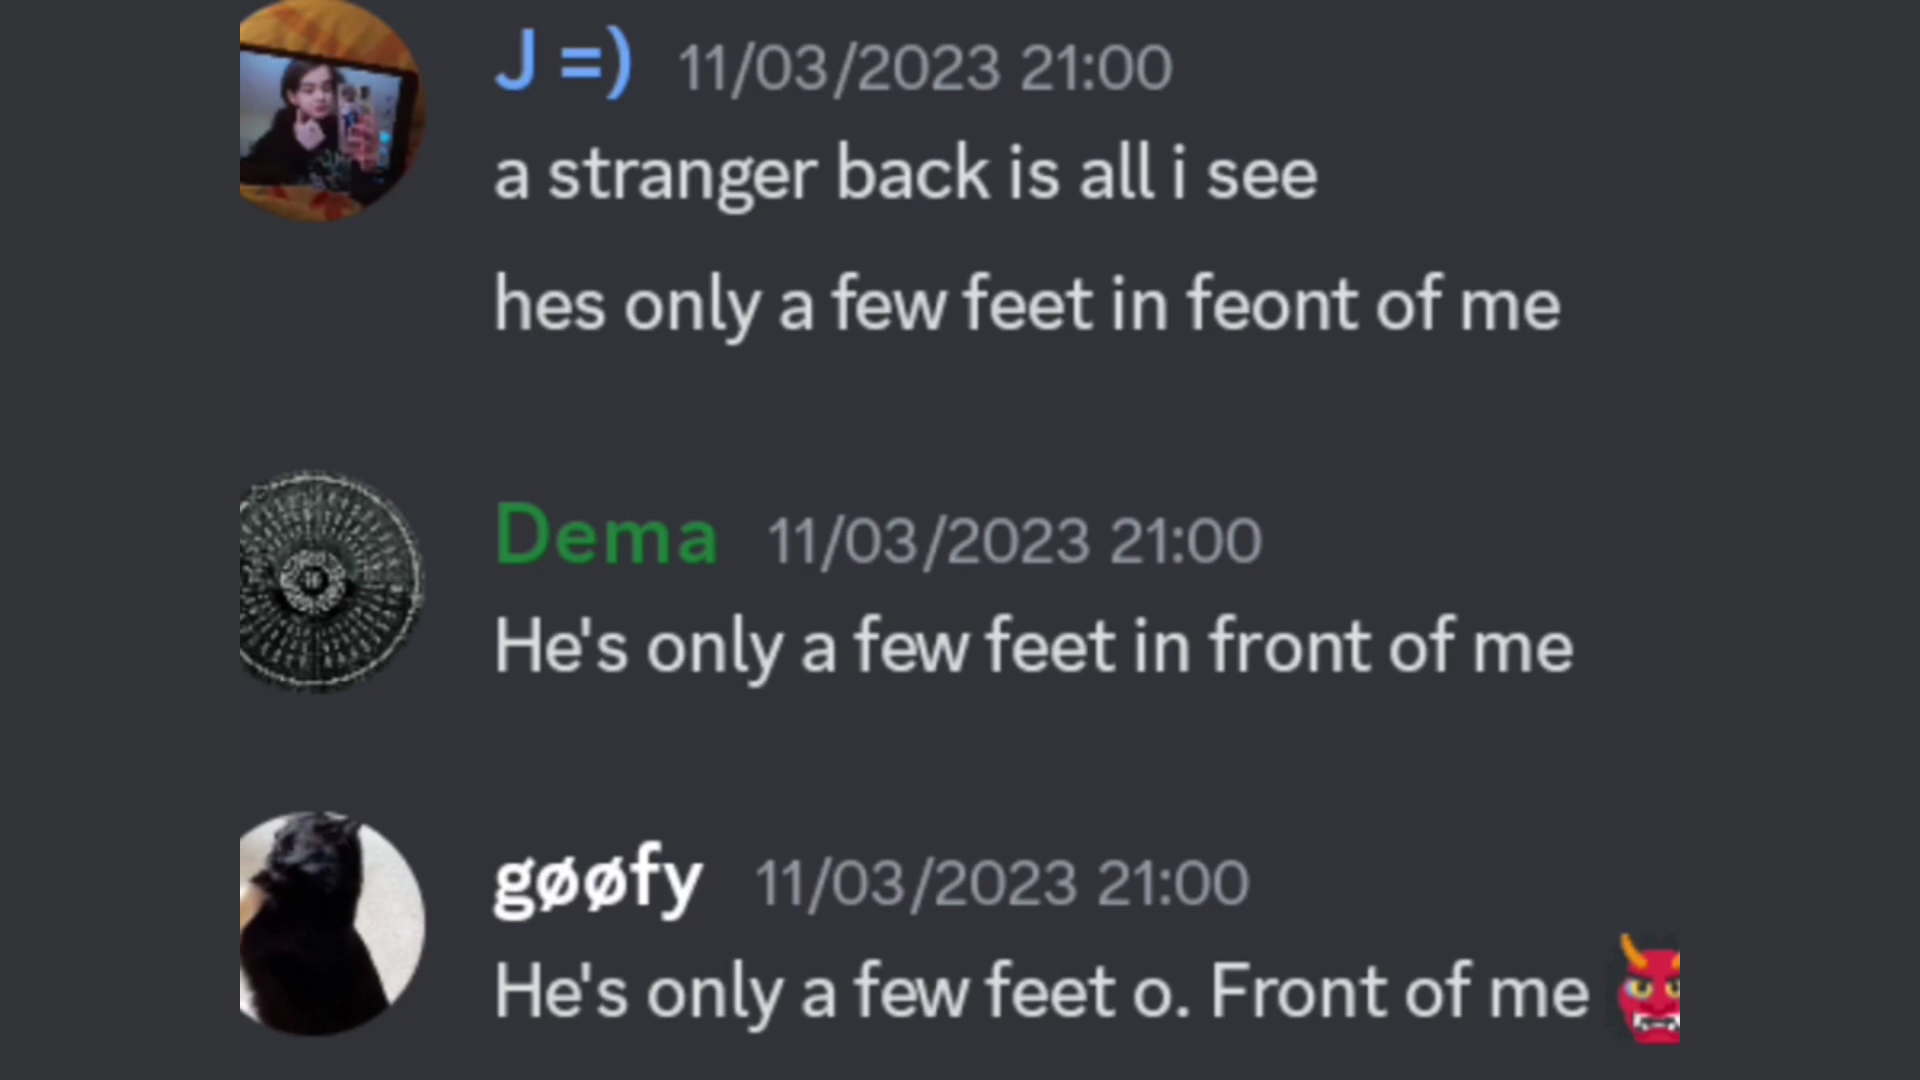 J =) 11/03/2023 21:00
a stranger back is all i see
hes only a few feet in feont of me
Dema 11/03/2023 21:00
He's only a few feet in front of me
gøøfy 11/03/2023 21:00
He's only a few feet o. Front of me 👹